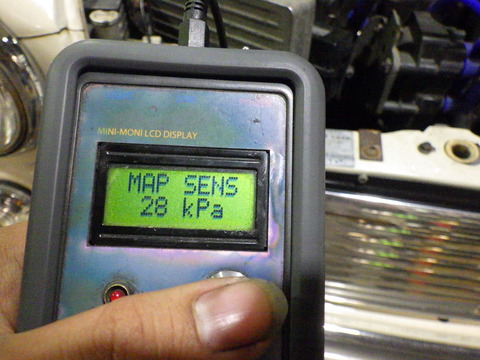 MINI-MONI LCD DISPLAY
MAP SENS
28 kPa